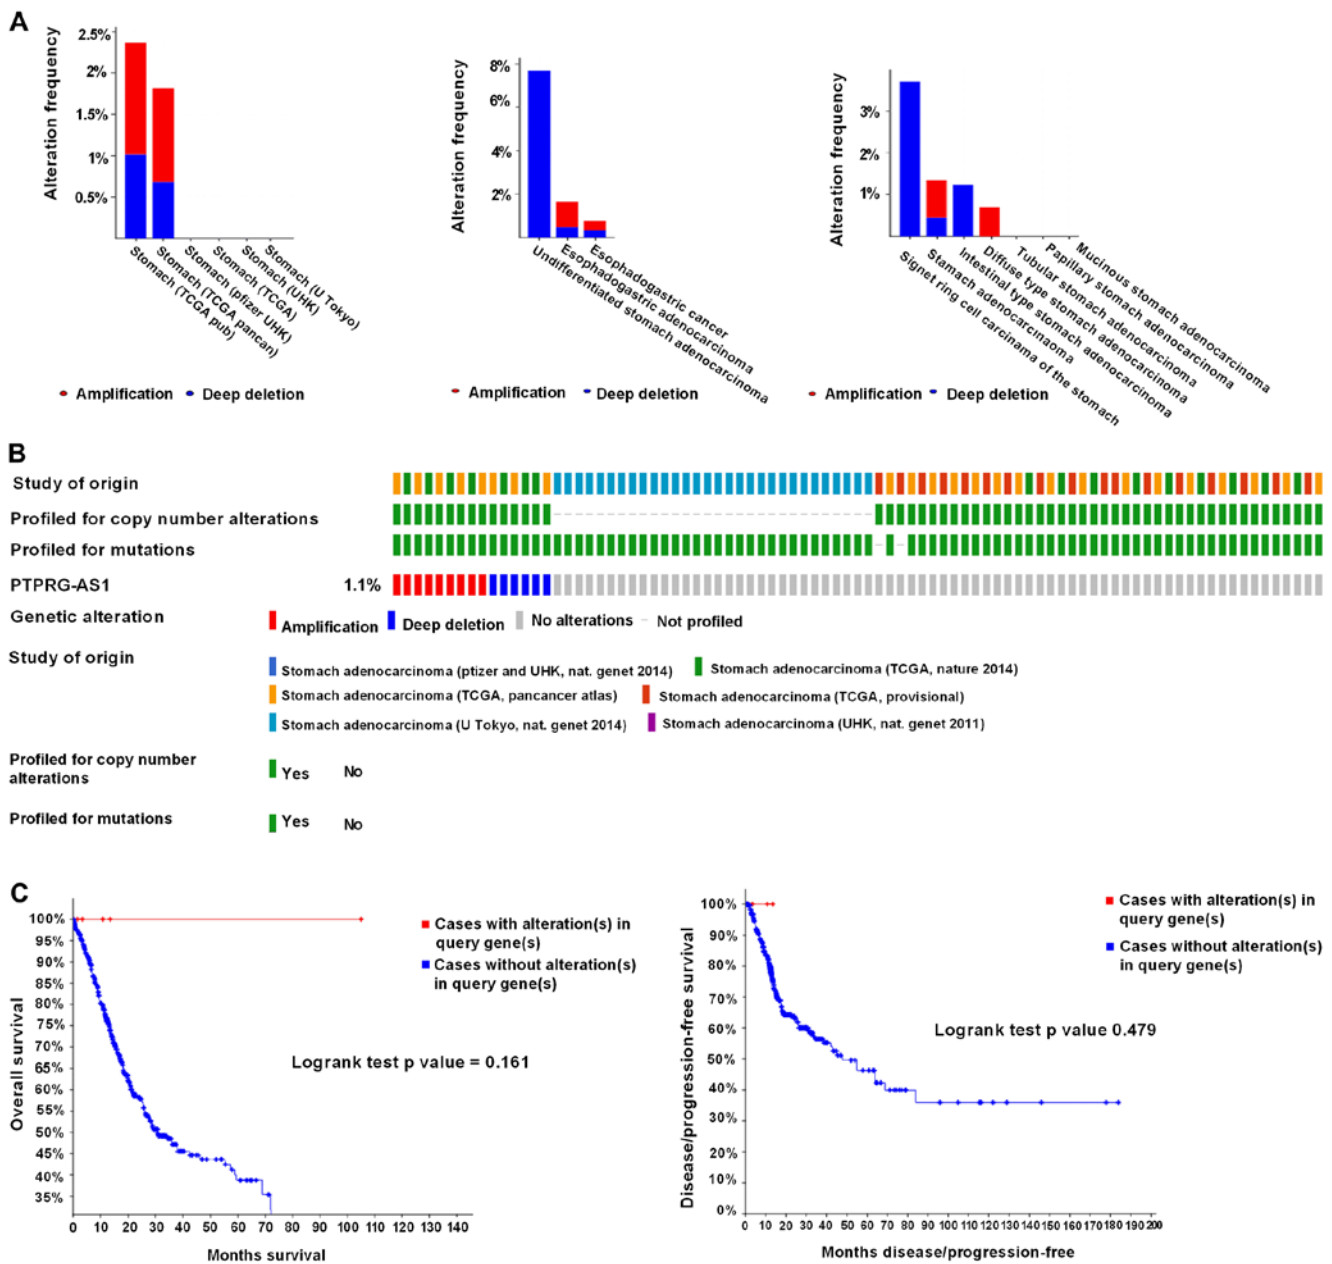 A
Alteration frequency
2.5%
2%
1.5%
1%
0.5%
Stomach (TCGA pub)
Stomach (TCGA pancan)
Stomach (pfizer UHK)
Stomach (TCGA)
Stomach (UHK)
Stomach (U Tokyo)
Amplification
Deep deletion
Alteration frequency
8%
6%
4%
2%
Undifferentiated stomach adenocarcinoma
Esophadogastric adenocarcinoma
Esophadogastric cancer
Amplification
Deep deletion
Alteration frequency
3%
2%
1%
Signet ring cell carcinama of the stomach
Stamach adenocarcinaoma
Intestinal type stomach adenocarcinoma
Diffuse type stomach adenocarcinoma
Tubular stomach adenocarcinoma
Papillary stomach adenocarcinoma
Mucinous stomach adenocarcinoma
Amplification
Deep deletion
B
Study of origin
Profiled for copy number alterations
Profiled for mutations
PTPRG-AS1 1.1%
Genetic alteration
Amplification
Deep deletion
No alterations
Not profiled
Study of origin
Stomach adenocarcinoma (ptizer and UHK, nat. genet 2014)
Stomach adenocarcinoma (TCGA, nature 2014)
Stomach adenocarcinoma (TCGA, pancancer atlas)
Stomach adenocarcinoma (TCGA, provisional)
Stomach adenocarcinoma (U Tokyo, nat. genet 2014)
Stomach adenocarcinoma (UHK, nat. genet 2011)
Profiled for copy number
alterations
Yes No
Profiled for mutations
Yes No
C
Overall survival
100%
95%
90%
85%
80%
75%
70%
65%
60%
55%
50%
45%
40%
35%
0 10 20 30 40 50 60 70 80 90 100 110 120 130 140
Months survival
Cases with alteration(s) in
query gene(s)
Cases without alteration(s)
in query gene(s)
Logrank test p value = 0.161
Disease/progression-free survival
100%
90%
80%
70%
60%
50%
40%
30%
20%
10%
0%
0 10 20 30 40 50 60 70 80 90 100 110 120 130 140 150 160 170 180 190 200
Months disease/progression-free
Cases with alteration(s) in
query gene(s)
Cases without alteration(s)
in query gene(s)
Logrank test p value 0.479